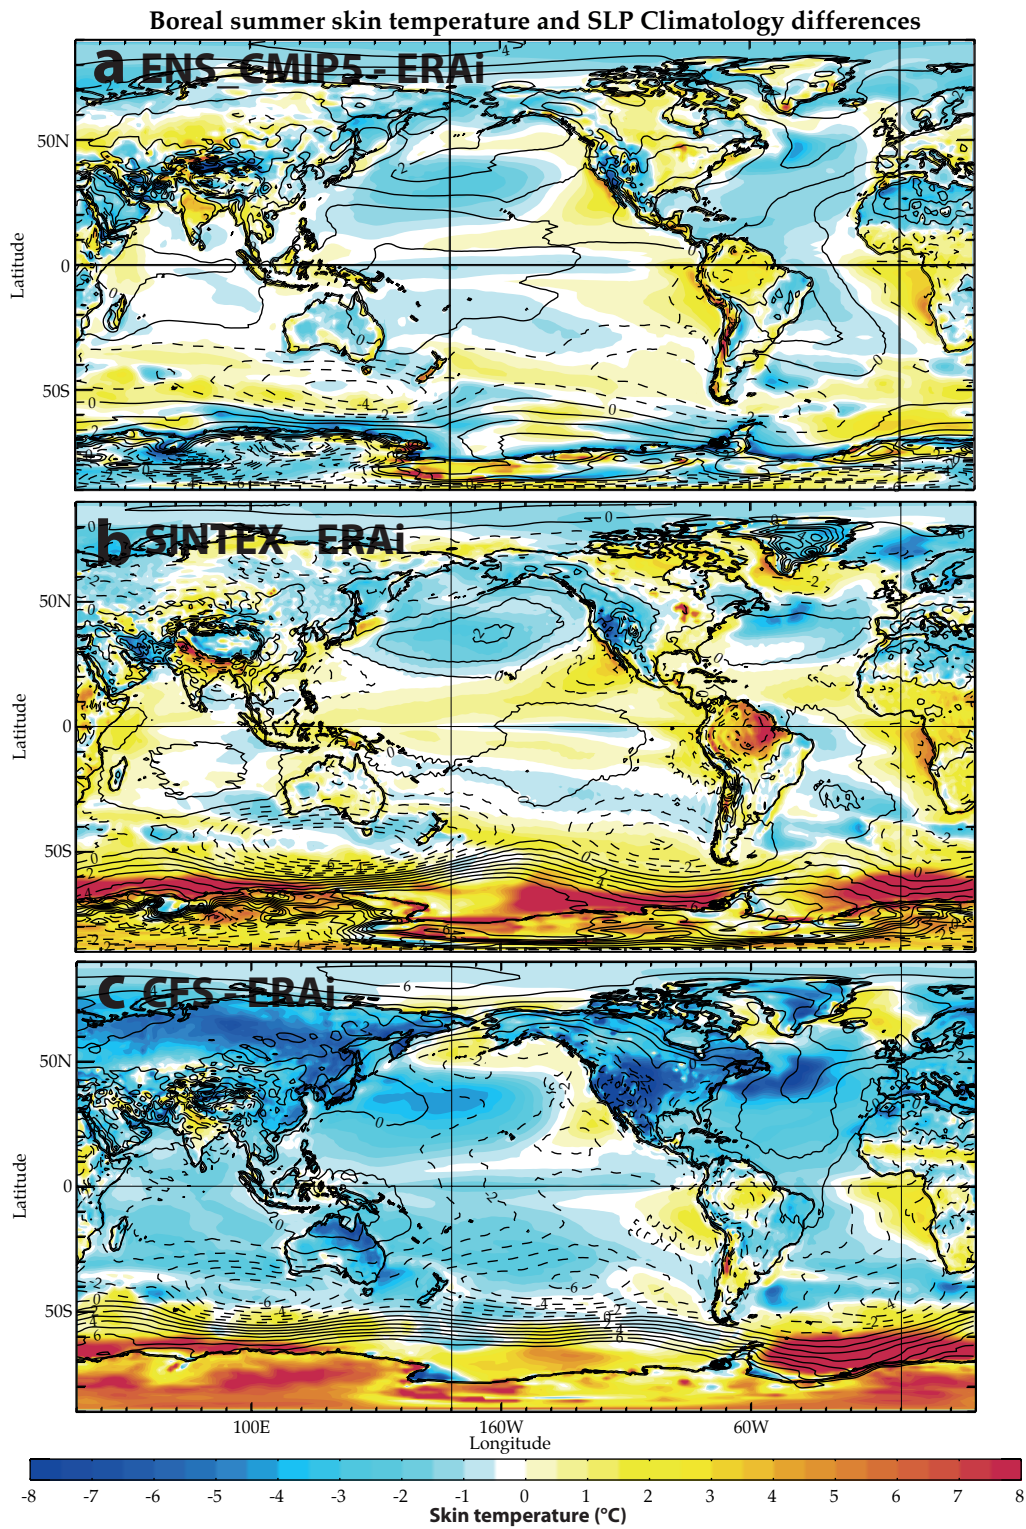 Boreal summer skin temperature and SLP Climatology differences
a ENS_CMIP5 - ERAi
50N
0
50S
Latitude
b SINTEX - ERAi
50N
0
50S
Latitude
c CFS - ERAi
50N
0
50S
Latitude
100E 160W 60W
Longitude
-8 -7 -6 -5 -4 -3 -2 -1 0 1 2 3 4 5 6 7 8
Skin temperature (°C)